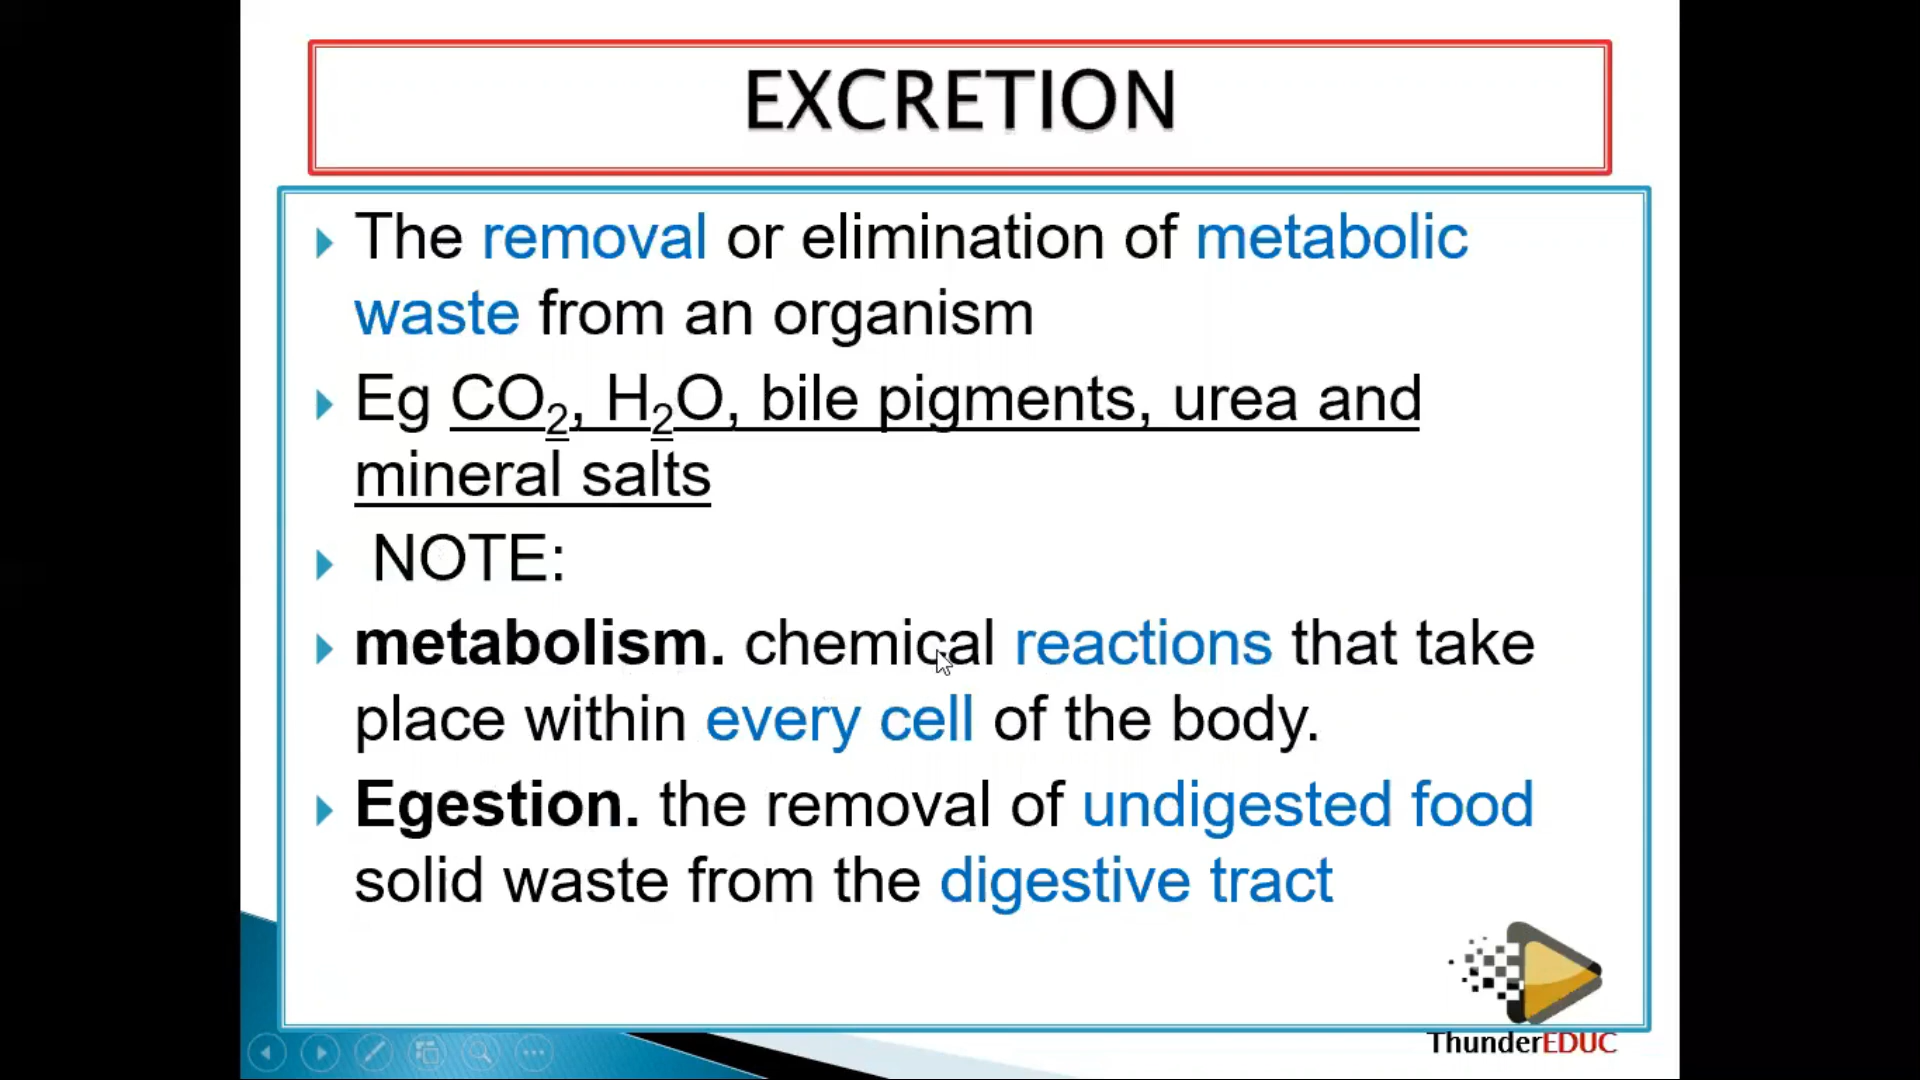 EXCRETION
The removal or elimination of metabolic
waste from an organism
Eg CO₂, H₂O, bile pigments, urea and
mineral salts
NOTE:
metabolism. chemical reactions that take
place within every cell of the body.
Egestion. the removal of undigested food
solid waste from the digestive tract
ThunderEDUC